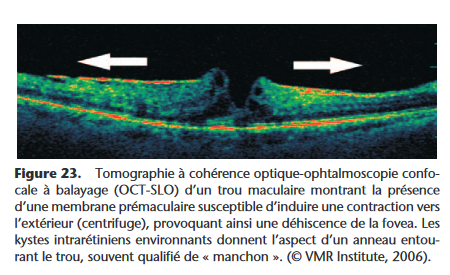 Figure 23. Tomographie à cohérence optique-ophtalmoscopie confo-
cale à balayage (OCT-SLO) d'un trou maculaire montrant la présence
d'une membrane prémaculaire susceptible d'induire une contraction vers
l'extérieur (centrifuge), provoquant ainsi une déhiscence de la fovea. Les
kystes intrarétiniens environnants donnent l'aspect d'un anneau entou-
rant le trou, souvent qualifié de « manchon ». (© VMR Institute, 2006).